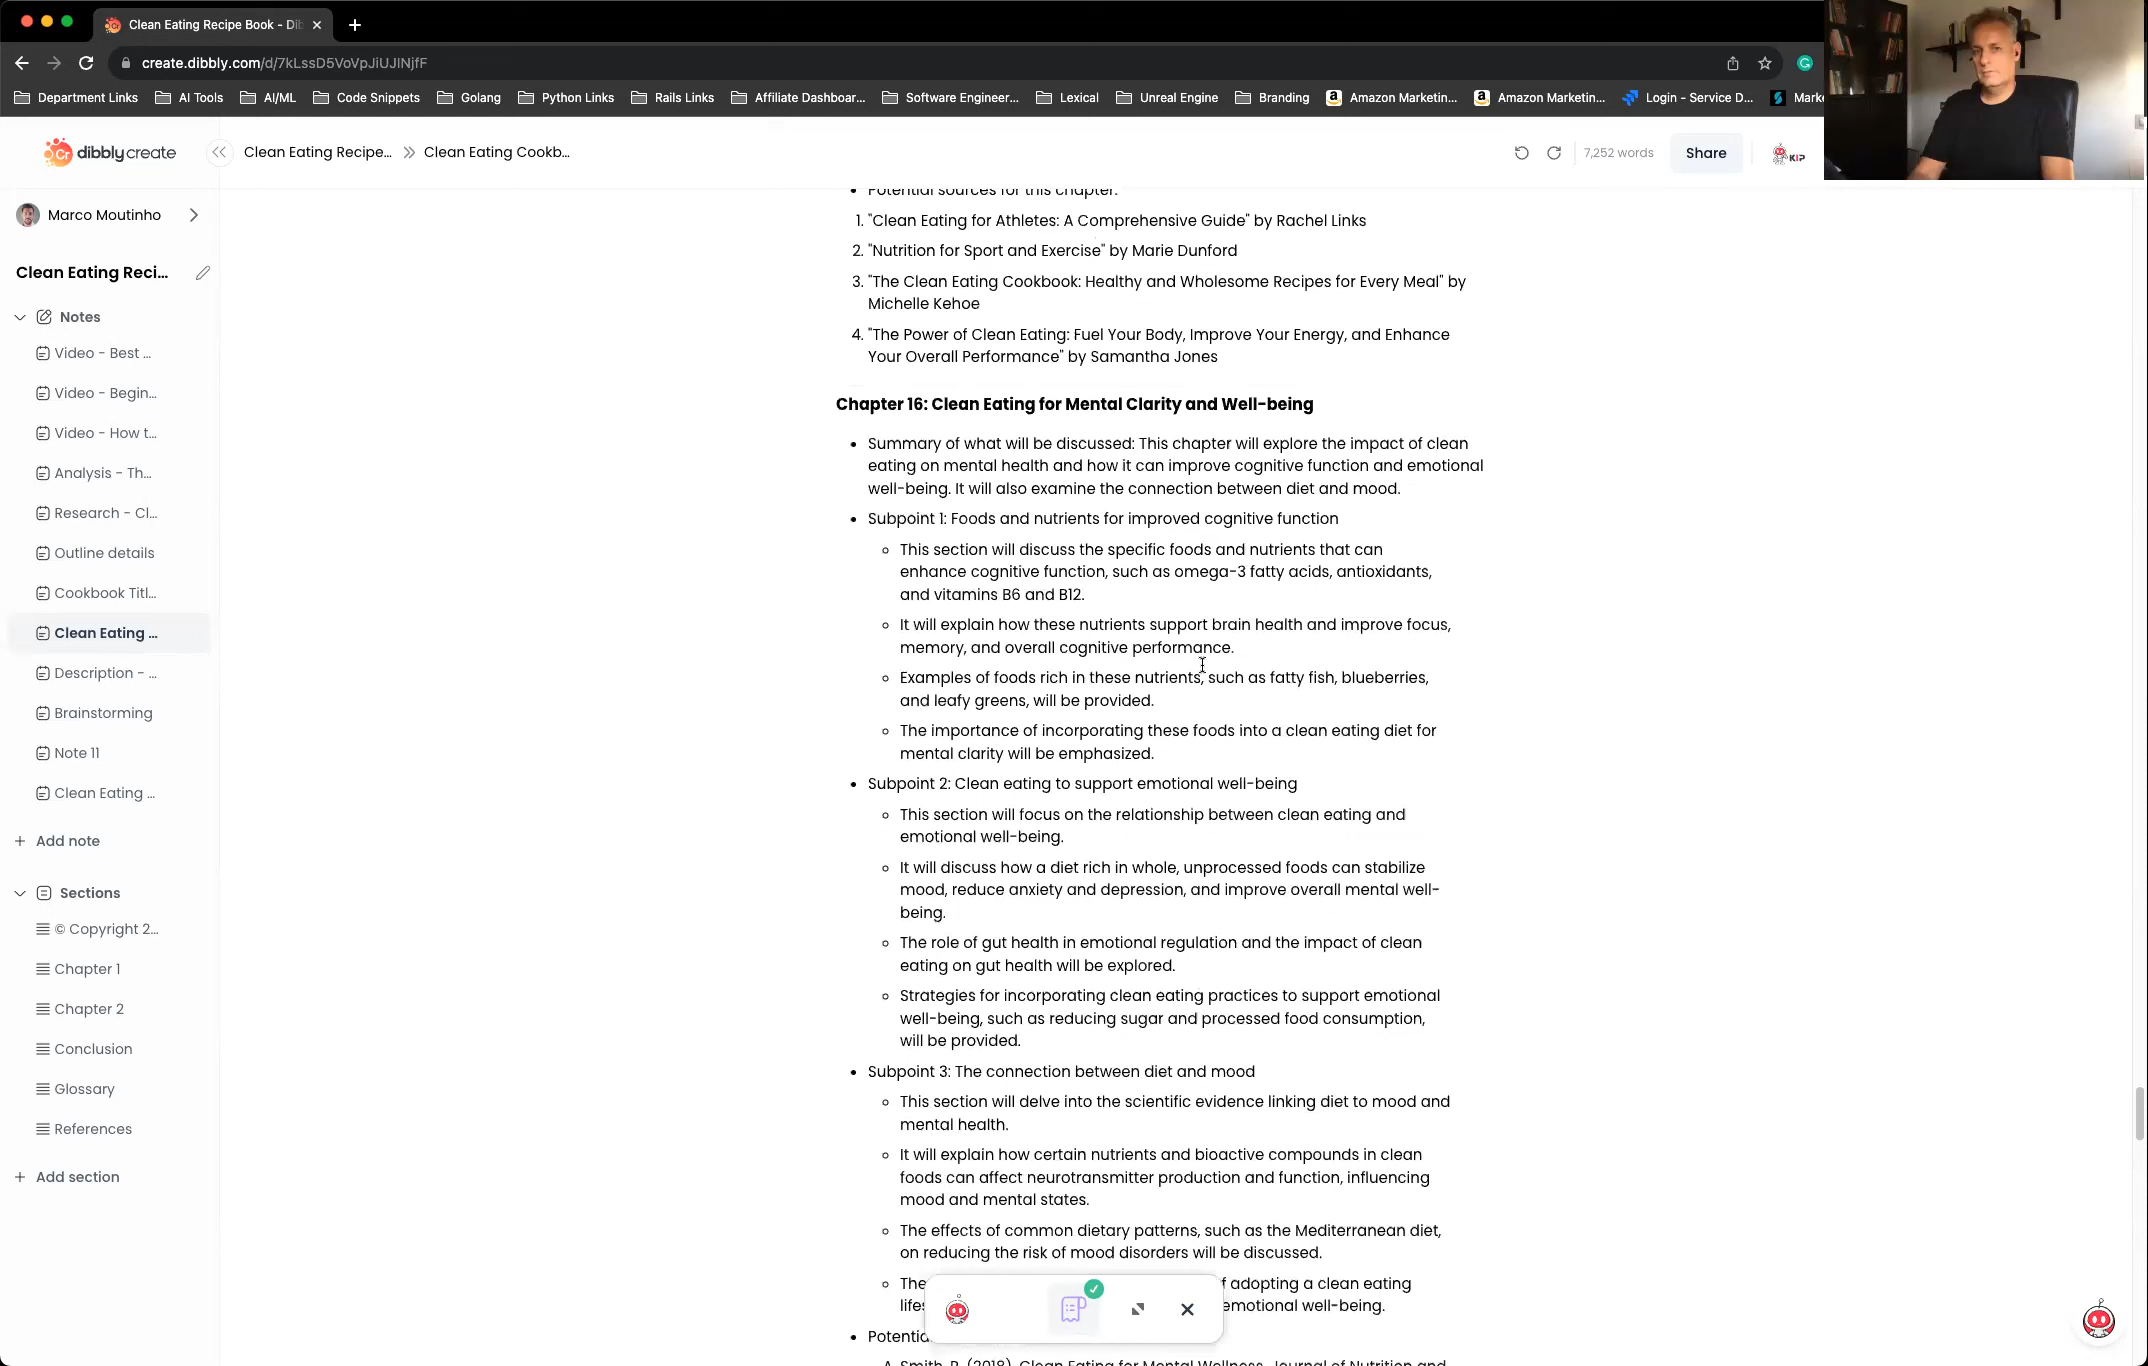 Clean Eating Recipe Book - Dib
create.dibbly.com/d/7kLssD5VoVpJiUJlNjfF
Department Links AI Tools AI/ML Code Snippets Golang Python Links Rails Links Affiliate Dashboar... Software Engineer... Lexical Unreal Engine Branding Amazon Marketin... Amazon Marketin... Login - Service D... Marke
Cr dibblycreate
Clean Eating Recipe... Clean Eating Cookb...
7,252 words
Share
KIP
Marco Moutinho
Clean Eating Reci...
Notes
Video - Best ...
Video - Begin...
Video - How t...
Analysis - Th...
Research - Cl...
Outline details
Cookbook Titl...
Clean Eating ...
Description - ...
Brainstorming
Note 11
Clean Eating ...
+ Add note
Sections
© Copyright 2...
Chapter 1
Chapter 2
Conclusion
Glossary
References
+ Add section
• Potential sources for this chapter:
1. "Clean Eating for Athletes: A Comprehensive Guide" by Rachel Links
2. "Nutrition for Sport and Exercise" by Marie Dunford
3. "The Clean Eating Cookbook: Healthy and Wholesome Recipes for Every Meal" by
Michelle Kehoe
4. "The Power of Clean Eating: Fuel Your Body, Improve Your Energy, and Enhance
Your Overall Performance" by Samantha Jones
Chapter 16: Clean Eating for Mental Clarity and Well-being
• Summary of what will be discussed: This chapter will explore the impact of clean
eating on mental health and how it can improve cognitive function and emotional
well-being. It will also examine the connection between diet and mood.
• Subpoint 1: Foods and nutrients for improved cognitive function
◦ This section will discuss the specific foods and nutrients that can
enhance cognitive function, such as omega-3 fatty acids, antioxidants,
and vitamins B6 and B12.
◦ It will explain how these nutrients support brain health and improve focus,
memory, and overall cognitive performance.
◦ Examples of foods rich in these nutrients, such as fatty fish, blueberries,
and leafy greens, will be provided.
◦ The importance of incorporating these foods into a clean eating diet for
mental clarity will be emphasized.
• Subpoint 2: Clean eating to support emotional well-being
◦ This section will focus on the relationship between clean eating and
emotional well-being.
◦ It will discuss how a diet rich in whole, unprocessed foods can stabilize
mood, reduce anxiety and depression, and improve overall mental well-
being.
◦ The role of gut health in emotional regulation and the impact of clean
eating on gut health will be explored.
◦ Strategies for incorporating clean eating practices to support emotional
well-being, such as reducing sugar and processed food consumption,
will be provided.
• Subpoint 3: The connection between diet and mood
◦ This section will delve into the scientific evidence linking diet to mood and
mental health.
◦ It will explain how certain nutrients and bioactive compounds in clean
foods can affect neurotransmitter production and function, influencing
mood and mental states.
◦ The effects of common dietary patterns, such as the Mediterranean diet,
on reducing the risk of mood disorders will be discussed.
◦ The f adopting a clean eating
lifes emotional well-being.
• Potentia
A. Smith, R. (2018). Clean Eating for Mental Wellness. Journal of Nutrition and